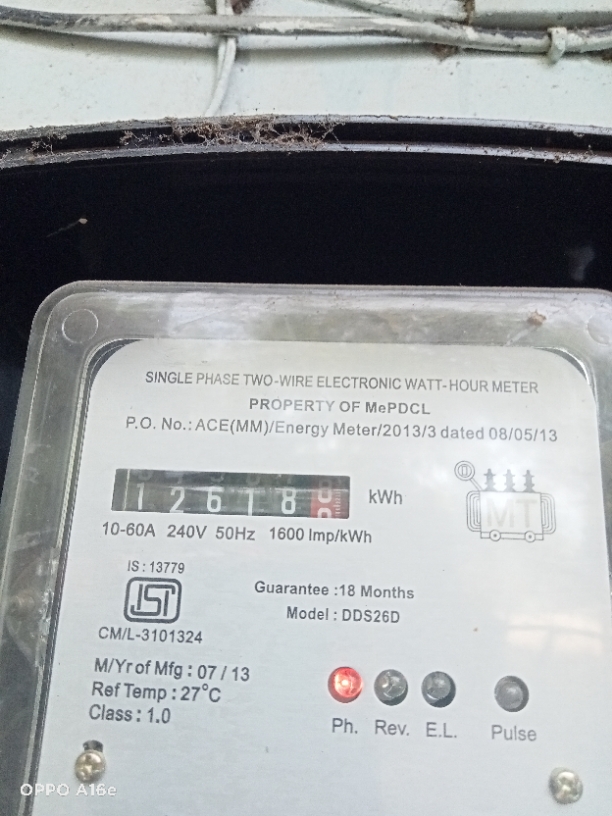 SINGLE PHASE TWO-WIRE ELECTRONIC WATT-HOUR METER
PROPERTY OF MePDCL
P.O. No.: ACE(MM)/Energy Meter/2013/3 dated 08/05/13
12618 kWh
MT
10-60A 240V 50Hz 1600 Imp/kWh
IS : 13779
ISI
CM/L-3101324
Guarantee :18 Months
Model : DDS26D
M/Yr of Mfg : 07 / 13
Ref Temp : 27°C
Class : 1.0
Ph. Rev. E.L. Pulse
OPPO A16e